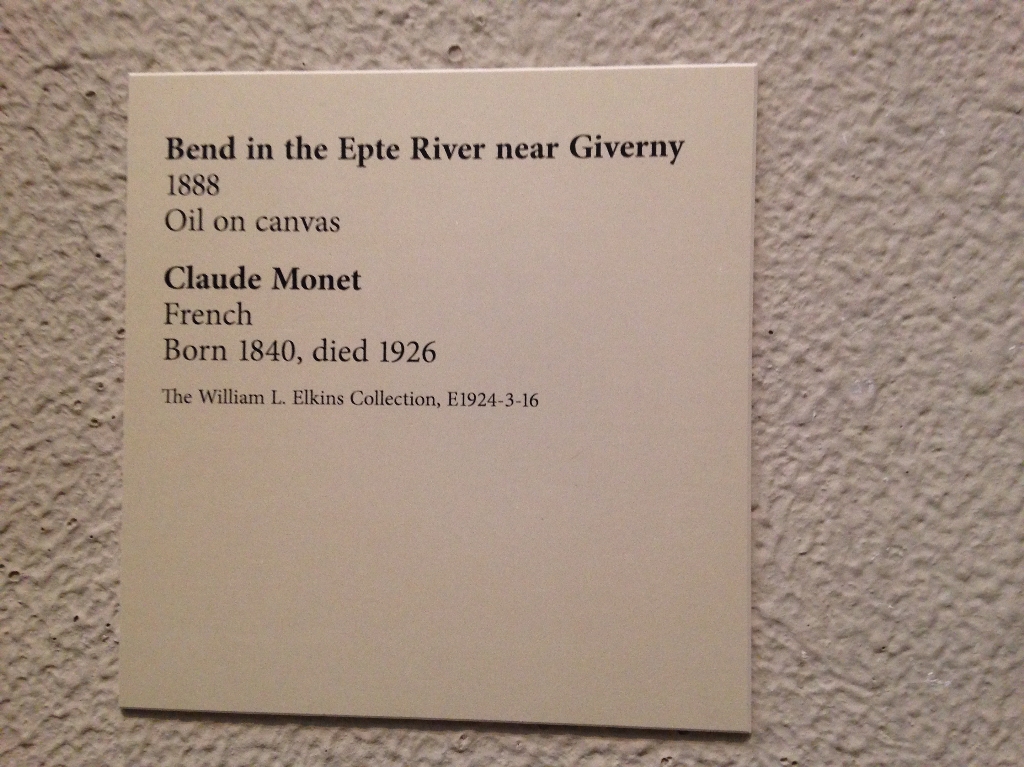 Bend in the Epte River near Giverny
1888
Oil on canvas
Claude Monet
French
Born 1840, died 1926
The William L. Elkins Collection, E1924-3-16